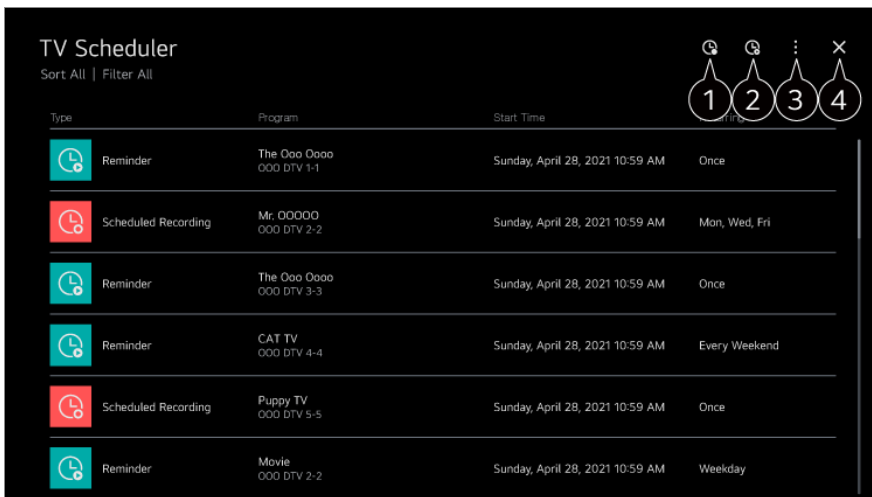 TV Scheduler
Sort All | Filter All
1 2 3 4
Type Program Start Time
Reminder The Ooo Oooo Sunday, April 28, 2021 10:59 AM Once
OOO DTV 1-1
Scheduled Recording Mr. OOOOO Sunday, April 28, 2021 10:59 AM Mon, Wed, Fri
OOO DTV 2-2
Reminder The Ooo Oooo Sunday, April 28, 2021 10:59 AM Once
OOO DTV 3-3
Reminder CAT TV Sunday, April 28, 2021 10:59 AM Every Weekend
OOO DTV 4-4
Scheduled Recording Puppy TV Sunday, April 28, 2021 10:59 AM Once
OOO DTV 5-5
Reminder Movie Sunday, April 28, 2021 10:59 AM Weekday
OOO DTV 2-2